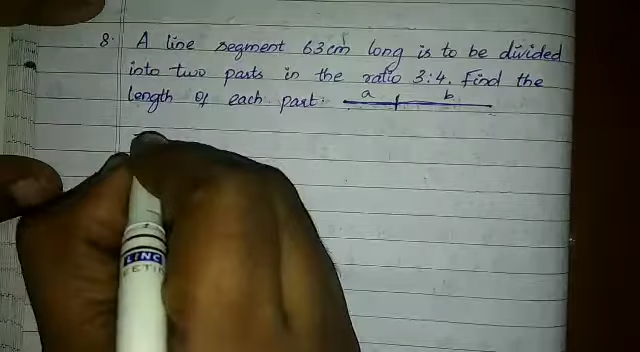 8. A line segment 63cm long is to be divided
into two parts in the ratio 3:4. Find the
length of each part.
a b
LINC